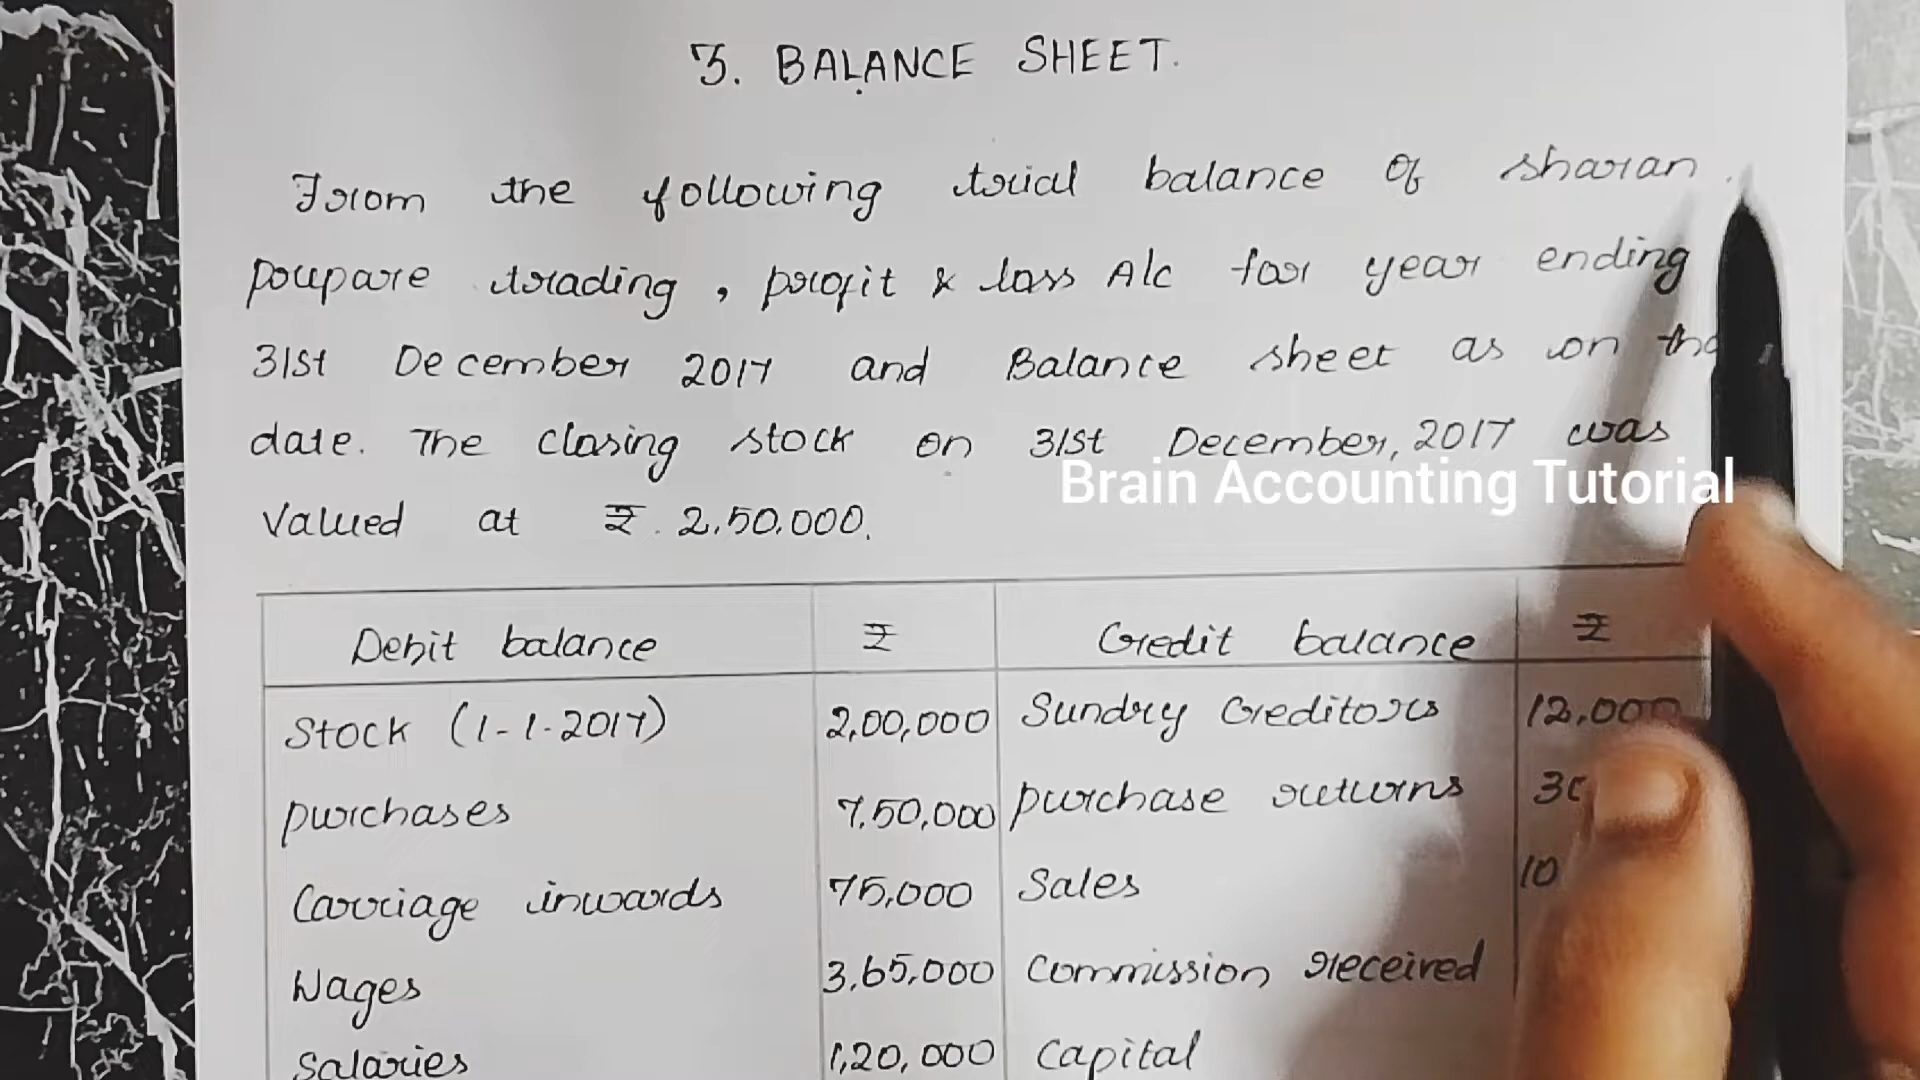 3. BALANCE SHEET.
From the following trial balance of sharan.
prepare trading, profit & loss A/c for year ending
31st December 2017 and Balance sheet as on
date. The closing stock on 31st December, 2017 was
Brain Accounting Tutorial
Valued at ₹. 2,50,000.
Debit balance ₹ Credit balance ₹
Stock (1-1-2017) 2,00,000 Sundry Creditors 12,000
purchases 7,50,000 purchase returns
Carriage inwards 75,000 Sales
Wages 3,65,000 Commission received
Salaries 1,20,000 Capital